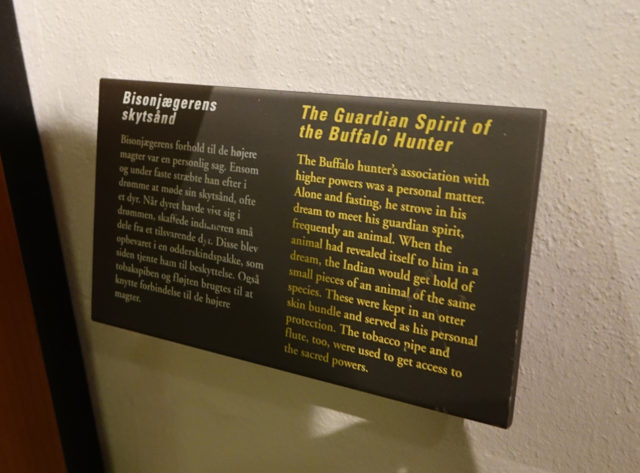 Bisonjægerens
skytsånd
Bisonjægerens forhold til de højere
magter var en personlig sag. Ensom
og under faste stræbte han efter i
drømme at møde sin skytsånd, ofte
et dyr. Når dyret havde vist sig i
drømmen, skaffede indianeren små
dele fra et tilsvarende dyr. Disse blev
opbevaret i en odderskindspakke, som
siden tjente ham til beskyttelse. Også
tobakspiben og fløjten brugtes til at
knytte forbindelse til de højere
magter.
The Guardian Spirit of
the Buffalo Hunter
The Buffalo hunter's association with
higher powers was a personal matter.
Alone and fasting, he strove in his
dream to meet his guardian spirit,
frequently an animal. When the
animal had revealed itself to him in a
dream, the Indian would get hold of
small pieces of an animal of the same
species. These were kept in an otter
skin bundle and served as his personal
protection. The tobacco pipe and
flute, too, were used to get access to
the sacred powers.